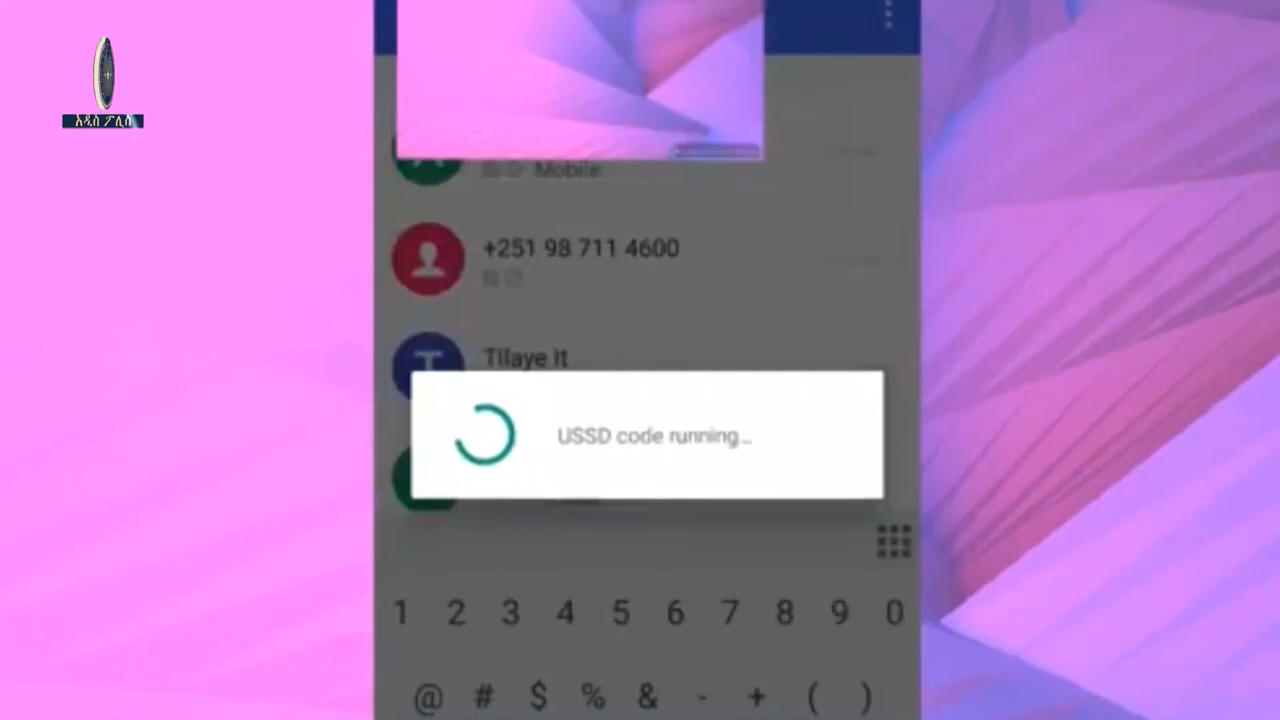 አዲስ ፖሊስ
Mobile
+251 98 711 4600
Tilaye It
USSD code running...
1 2 3 4 5 6 7 8 9 0
@ # $ % & - + ( )